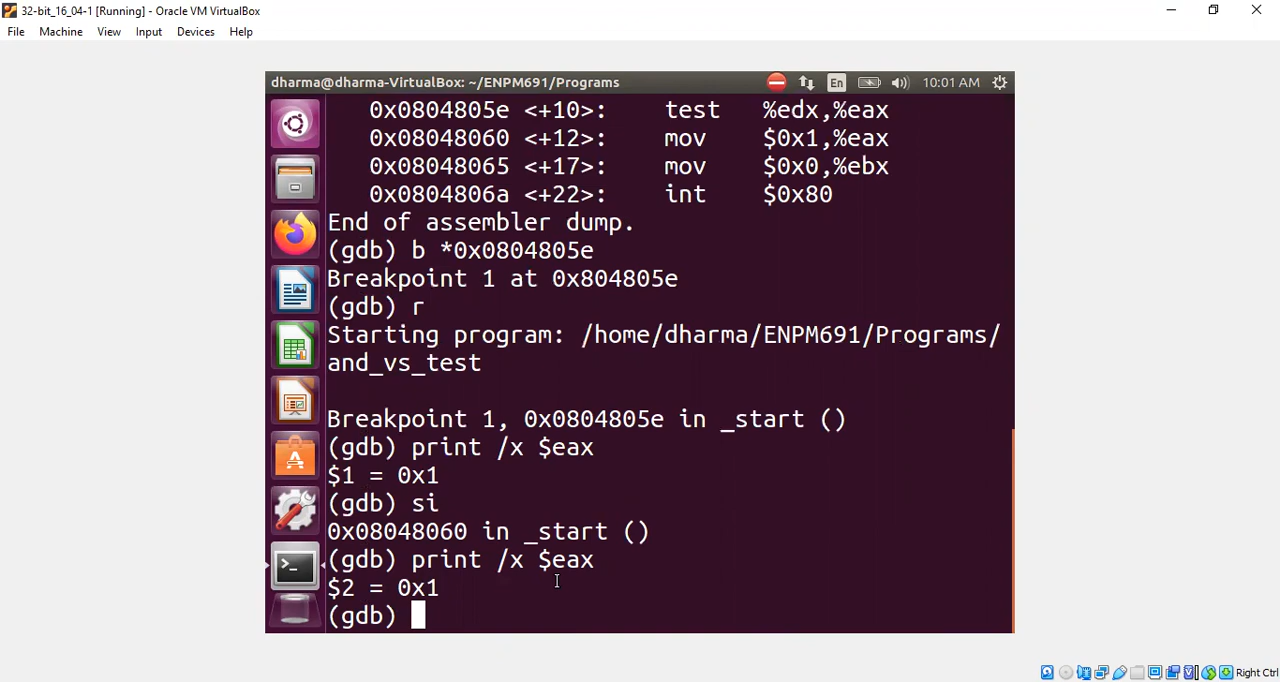 32-bit_16_04-1 [Running] - Oracle VM VirtualBox
File Machine View Input Devices Help
dharma@dharma-VirtualBox: ~/ENPM691/Programs En 10:01 AM
0x0804805e <+10>: test %edx,%eax
0x08048060 <+12>: mov $0x1,%eax
0x08048065 <+17>: mov $0x0,%ebx
0x0804806a <+22>: int $0x80
End of assembler dump.
(gdb) b *0x0804805e
Breakpoint 1 at 0x804805e
(gdb) r
Starting program: /home/dharma/ENPM691/Programs/
and_vs_test
Breakpoint 1, 0x0804805e in _start ()
(gdb) print /x $eax
$1 = 0x1
(gdb) si
0x08048060 in _start ()
(gdb) print /x $eax
$2 = 0x1
(gdb)
Right Ctrl